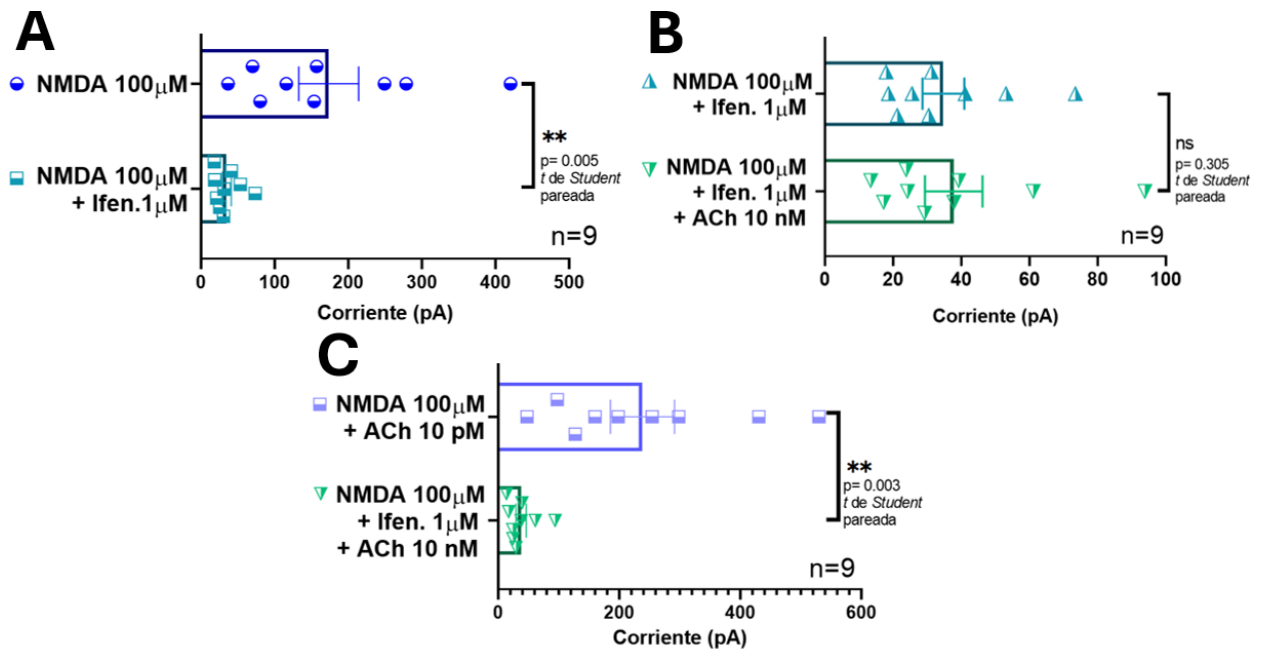 A
NMDA 100μM
NMDA 100μM
+ Ifen.1μM
**
p= 0.005
t de Student
pareada
n=9
0 100 200 300 400 500
Corriente (pA)
B
NMDA 100μM
+ Ifen. 1μM
NMDA 100μM
+ Ifen. 1μM
+ ACh 10 nM
ns
p= 0.305
t de Student
pareada
n=9
0 20 40 60 80 100
Corriente (pA)
C
NMDA 100μM
+ ACh 10 pM
NMDA 100μM
+ Ifen. 1μM
+ ACh 10 nM
**
p= 0.003
t de Student
pareada
n=9
0 200 400 600
Corriente (pA)